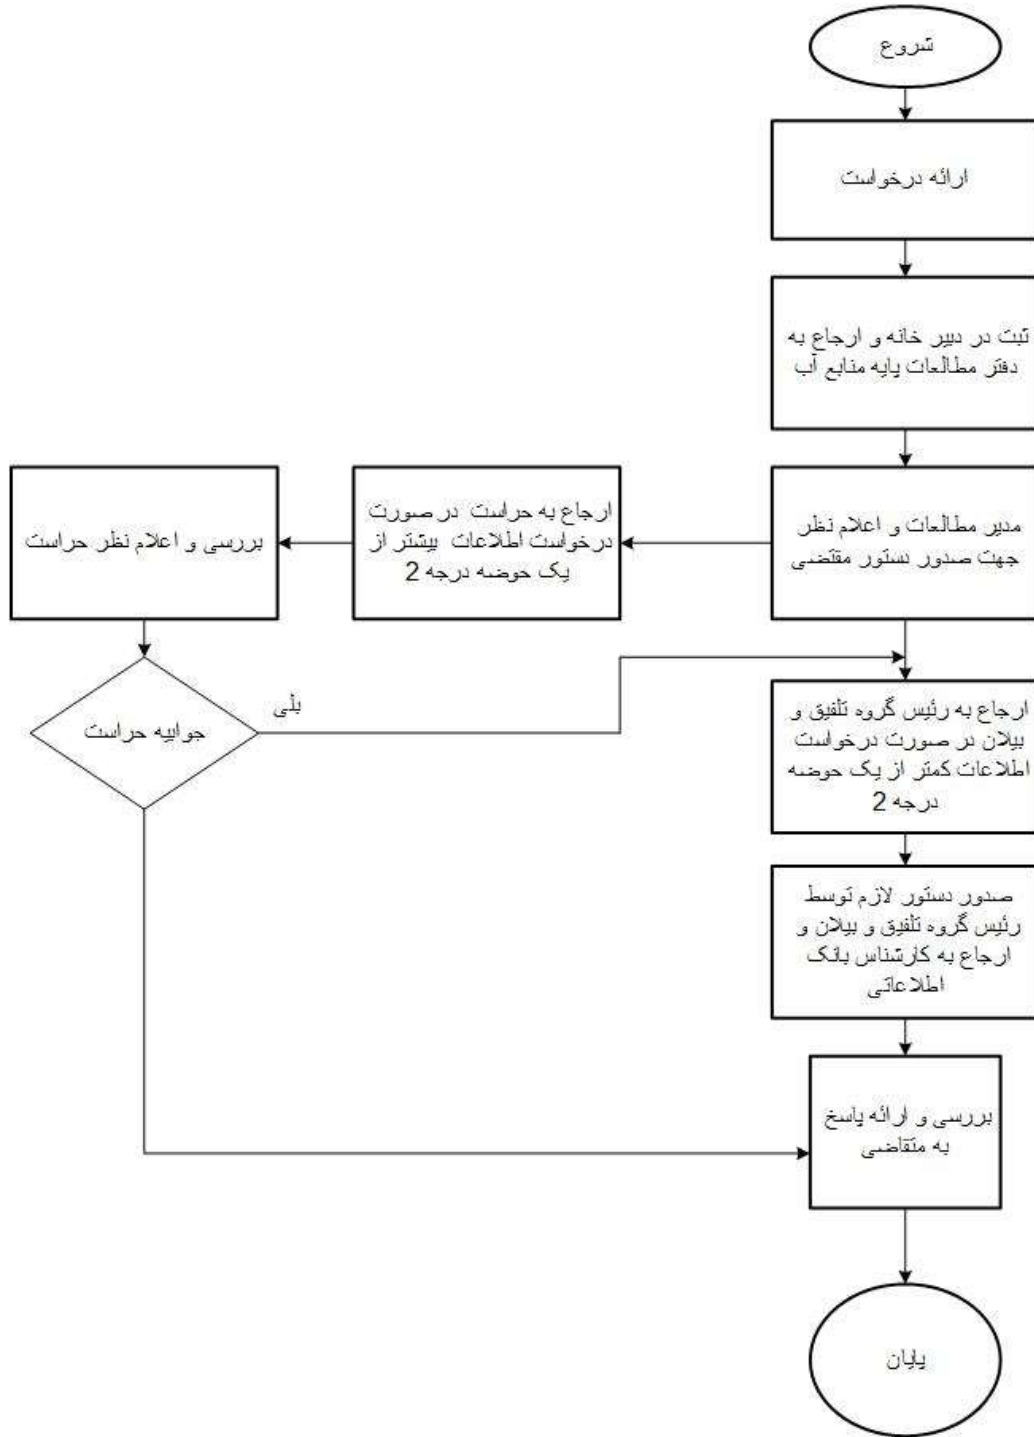 شروع
ارائه درخواست
ثبت در دبیر خانه و ارجاع به
دفتر مطالعات پایه منابع آب
مدیر مطالعات و اعلام نظر
جهت صدور دستور مقتضی
ارجاع به حراست در صورت
درخواست اطلاعات بیشتر از
یک حوضه درجه 2
بررسی و اعلام نظر حراست
جوابیه حراست
بلی
ارجاع به رئیس گروه تلفیق و
بیلان در صورت درخواست
اطلاعات کمتر از یک حوضه
درجه 2
صدور دستور لازم توسط
رئیس گروه تلفیق و بیلان و
ارجاع به کارشناس بانک
اطلاعاتی
بررسی و ارائه پاسخ
به متقاضی
پایان